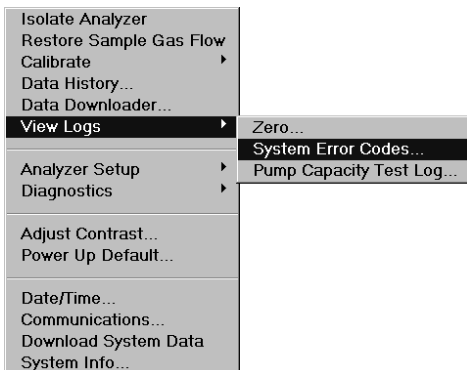 Isolate Analyzer
Restore Sample Gas Flow
Calibrate
Data History...
Data Downloader...
View Logs
Zero...
System Error Codes...
Pump Capacity Test Log...
Analyzer Setup
Diagnostics
Adjust Contrast...
Power Up Default...
Date/Time...
Communications...
Download System Data
System Info...